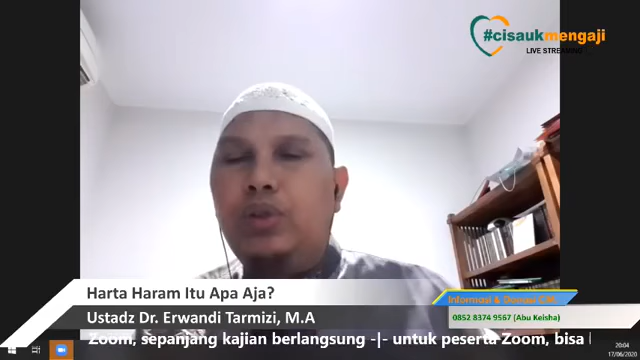 #cisaukmengaji
LIVE STREAMING
Harta Haram Itu Apa Aja?
Informasi & Donasi
Ustadz Dr. Erwandi Tarmizi, M.A
0852 8374 9567 (Abu Keisha)
Zoom, sepanjang kajian berlangsung -|- untuk peserta Zoom, bisa
20:04
17/06/2020